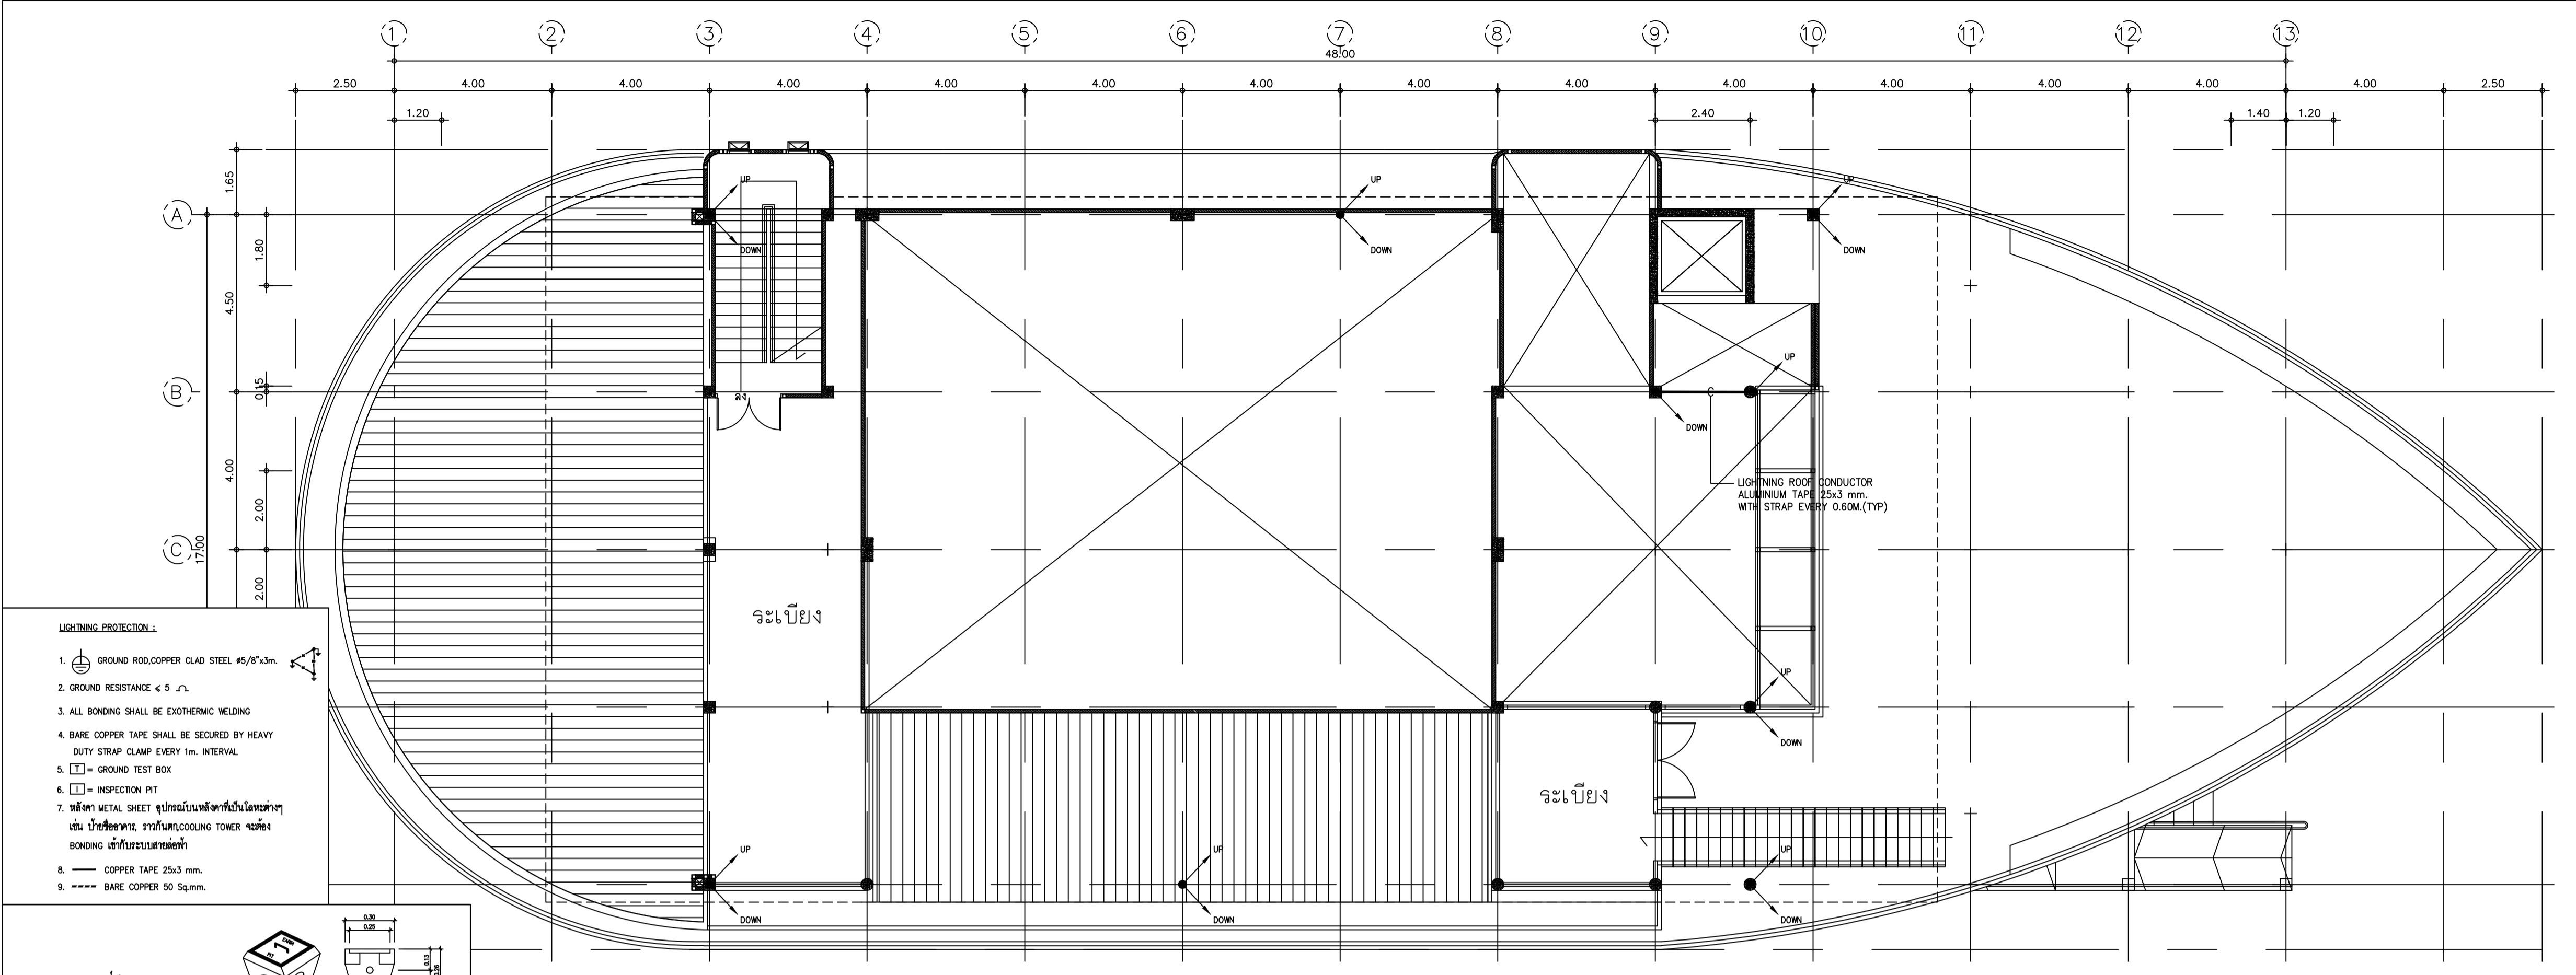 1 2 3 4 5 6 7 8 9 10 11 12 13
48.00
2.50 4.00 4.00 4.00 4.00 4.00 4.00 4.00 4.00 4.00 4.00 4.00 4.00 4.00 2.50
1.20 2.40 1.40 1.20
1.65
A
1.80
4.50
0.15
B
4.00
2.00
C
17.00
2.00
UP
DOWN
UP
DOWN
UP
DOWN
UP
DOWN
ลง
LIGHTNING ROOF CONDUCTOR
ALUMINIUM TAPE 25x3 mm.
WITH STRAP EVERY 0.60M.(TYP)
ระเบียง
UP
DOWN
ระเบียง
UP
DOWN
UP
DOWN
UP
DOWN
LIGHTNING PROTECTION :
1. GROUND ROD,COPPER CLAD STEEL ø5/8"x3m.
2. GROUND RESISTANCE ⩽ 5 Ω
3. ALL BONDING SHALL BE EXOTHERMIC WELDING
4. BARE COPPER TAPE SHALL BE SECURED BY HEAVY
DUTY STRAP CLAMP EVERY 1m. INTERVAL
5. T = GROUND TEST BOX
6. I = INSPECTION PIT
7. หลังคา METAL SHEET อุปกรณ์บนหลังคาที่เป็นโลหะต่างๆ
เช่น ป้ายชื่ออาคาร, ราวกันตก,COOLING TOWER จะต้อง
BONDING เข้ากับระบบสายล่อฟ้า
8. COPPER TAPE 25x3 mm.
9. BARE COPPER 50 Sq.mm.
EARTH
PIT
0.30
0.25
0.13